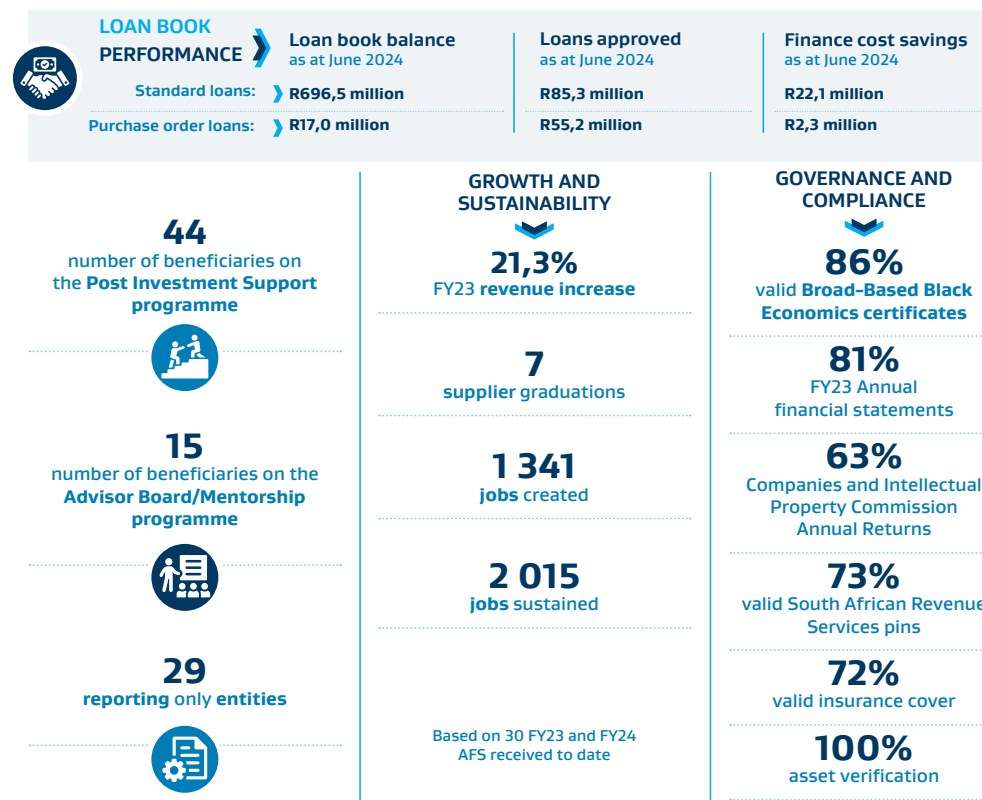 LOAN BOOK
PERFORMANCE
Loan book balance
as at June 2024
Loans approved
as at June 2024
Finance cost savings
as at June 2024
Standard loans: R696,5 million R85,3 million R22,1 million
Purchase order loans: R17,0 million R55,2 million R2,3 million
44
number of beneficiaries on
the Post Investment Support
programme
15
number of beneficiaries on the
Advisor Board/Mentorship
programme
29
reporting only entities
GROWTH AND
SUSTAINABILITY
21,3%
FY23 revenue increase
7
supplier graduations
1 341
jobs created
2 015
jobs sustained
Based on 30 FY23 and FY24
AFS received to date
GOVERNANCE AND
COMPLIANCE
86%
valid Broad-Based Black
Economics certificates
81%
FY23 Annual
financial statements
63%
Companies and Intellectual
Property Commission
Annual Returns
73%
valid South African Revenue
Services pins
72%
valid insurance cover
100%
asset verification